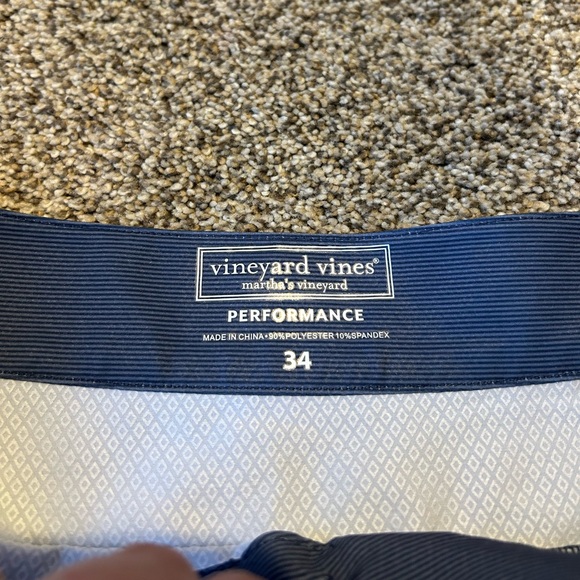 vineyard vines®
martha's vineyard
PERFORMANCE
MADE IN CHINA•90%POLYESTER 10%SPANDEX
34